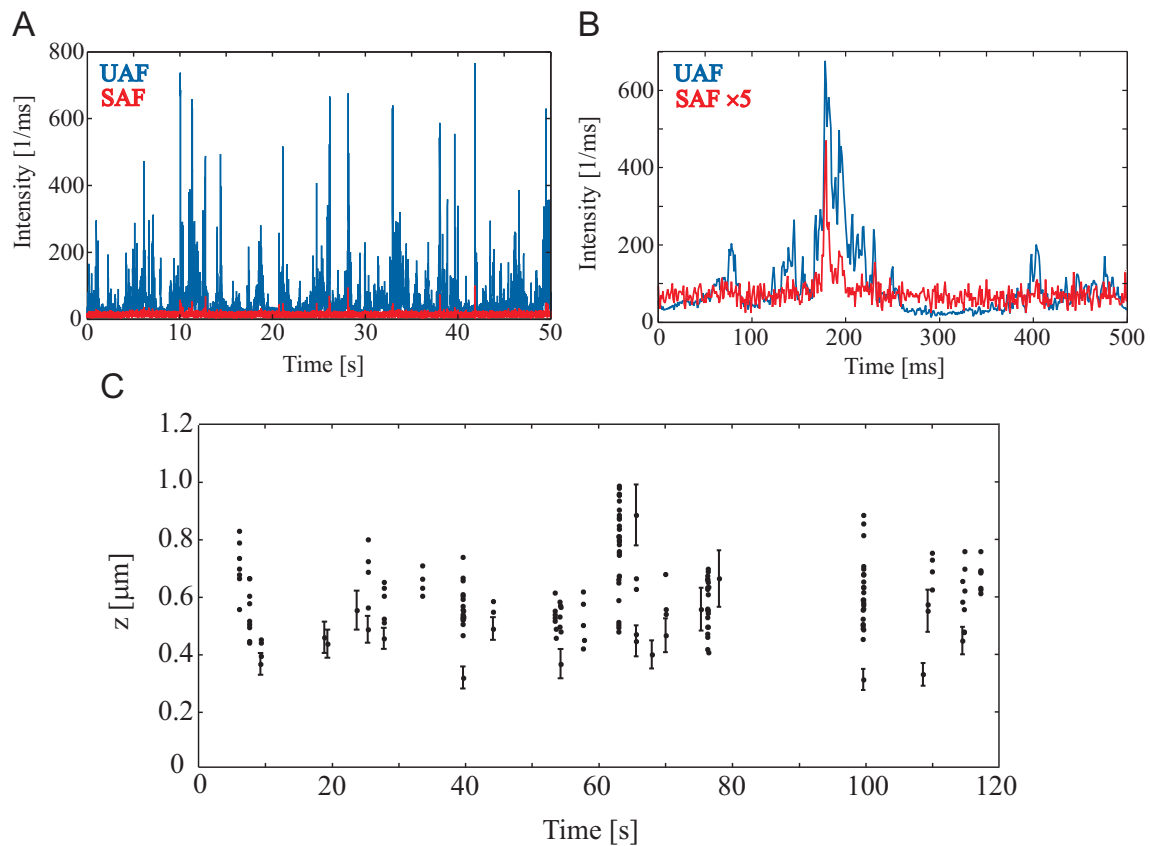 A
800
600
400
200
0
Intensity [1/ms]
UAF
SAF
0 10 20 30 40 50
Time [s]
B
600
400
200
0
Intensity [1/ms]
UAF
SAF ×5
0 100 200 300 400 500
Time [ms]
C
1.2
1.0
0.8
0.6
0.4
0.2
0
z [μm]
0 20 40 60 80 100 120
Time [s]